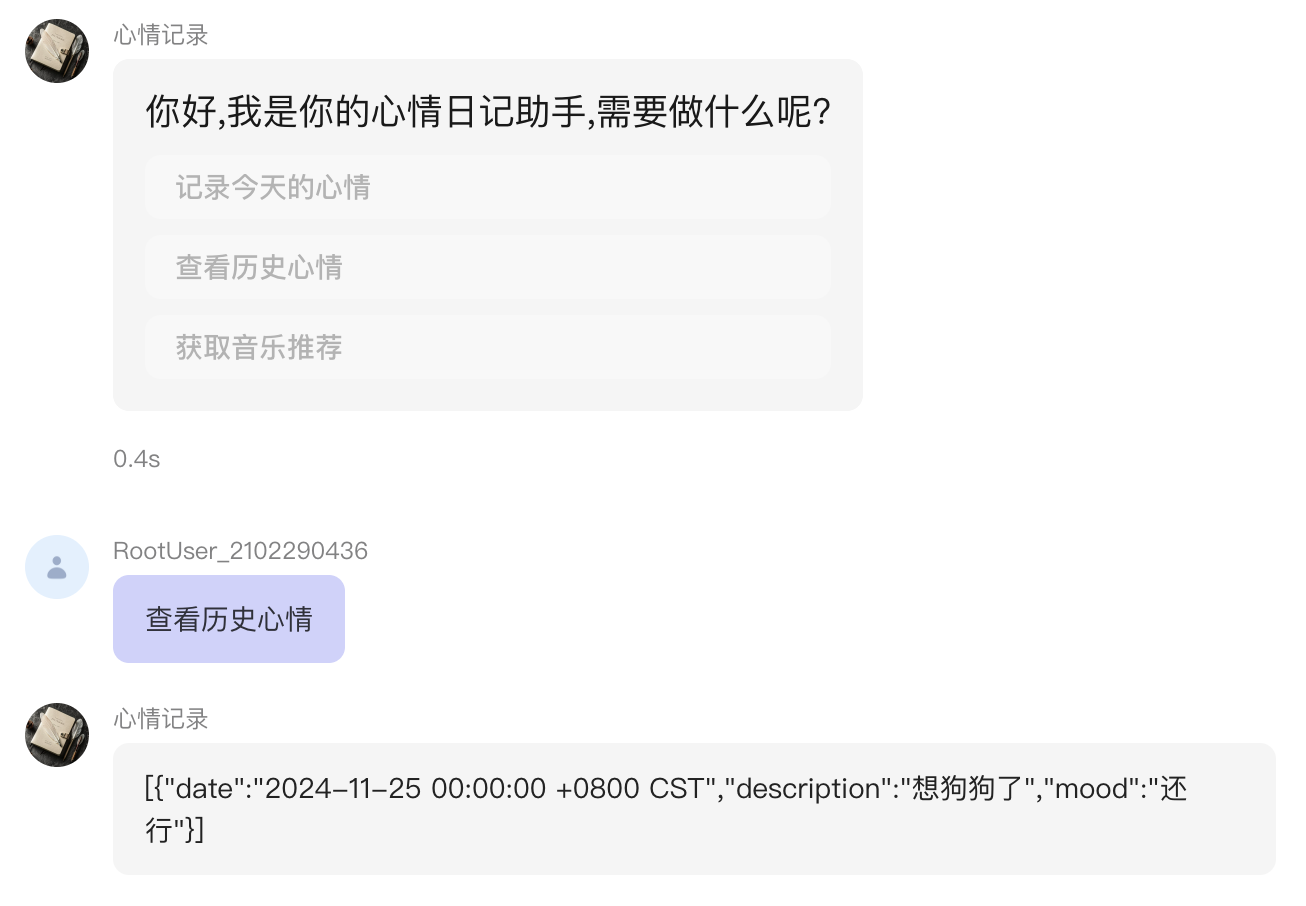 心情记录
你好,我是你的心情日记助手,需要做什么呢?
记录今天的心情
查看历史心情
获取音乐推荐
0.4s
RootUser_2102290436
查看历史心情
心情记录
[{"date":"2024-11-25 00:00:00 +0800 CST","description":"想狗狗了","mood":"还
行"}]